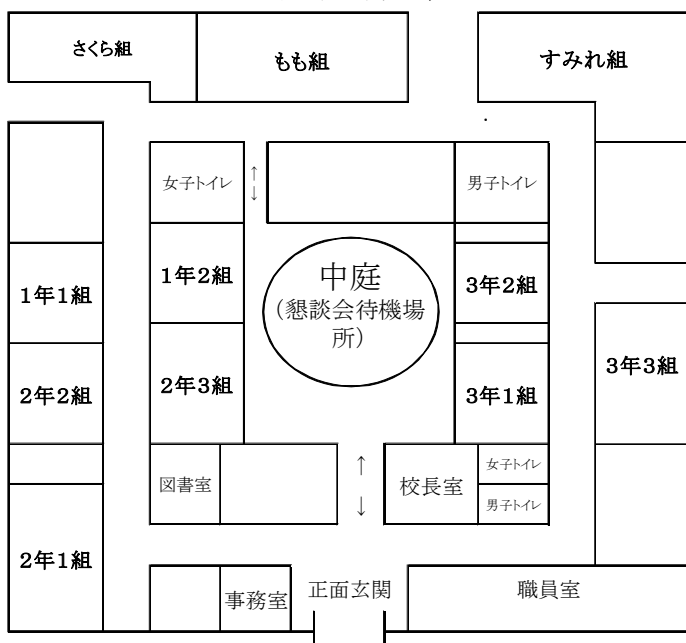 さくら組
もも組
すみれ組
女子トイレ
↑
↓
男子トイレ
1年1組
1年2組
中庭
(懇談会待機場
所)
3年2組
2年2組
2年3組
3年1組
3年3組
図書室
↑
↓
校長室
女子トイレ
男子トイレ
2年1組
事務室
正面玄関
職員室